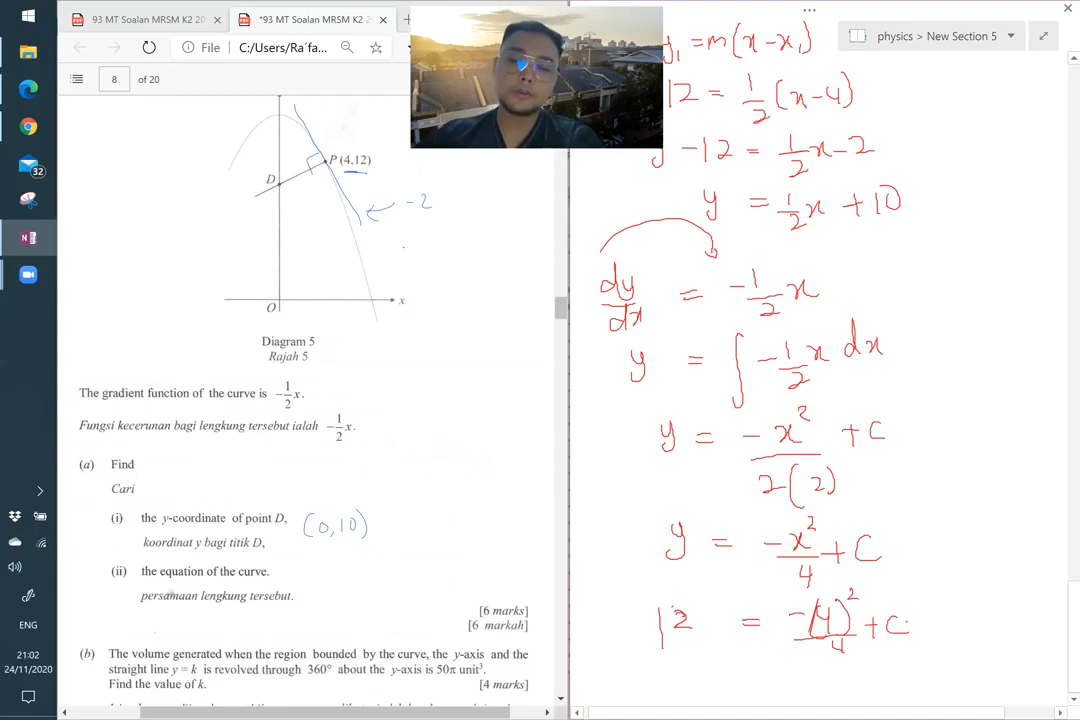 93 MT Soalan MRSM K2 20
*93 MT Soalan MRSM K2 20
File
C:/Users/Ra´fa
8 of 20
32
D
P (4,12)
-2
O
x
Diagram 5
Rajah 5
The gradient function of the curve is -1/2 x.
Fungsi kecerunan bagi lengkung tersebut ialah -1/2 x.
(a) Find
Cari
(i) the y-coordinate of point D,
(0,10)
koordinat y bagi titik D,
(ii) the equation of the curve.
persamaan lengkung tersebut.
[6 marks]
[6 markah]
(b) The volume generated when the region bounded by the curve, the y-axis and the
straight line y = k is revolved through 360° about the y-axis is 50π unit³.
Find the value of k.
[4 marks]
ENG
21:02
24/11/2020
physics > New Section 5
y₁ = m(x-x₁)
12 = 1/2 (x-4)
y -12 = 1/2 x -2
y = 1/2 x +10
dy/dx = -1/2 x
y = ∫ -1/2 x dx
y = -x²/2(2) + C
y = -x²/4 + C
12 = -(4)²/4 + C